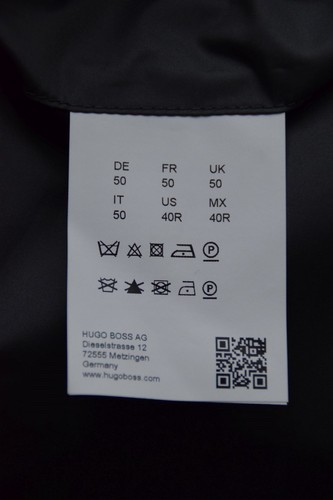 DE FR UK
50 50 50
IT US MX
50 40R 40R
P
P
HUGO BOSS AG
Dieselstrasse 12
72555 Metzingen
Germany
www.hugoboss.com